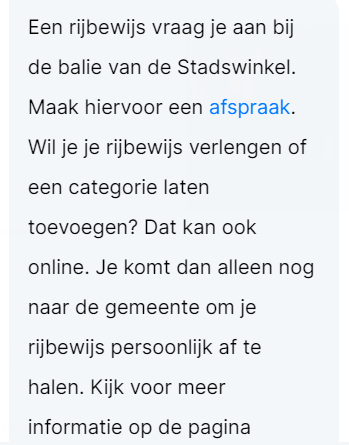 Een rijbewijs vraag je aan bij
de balie van de Stadswinkel.
Maak hiervoor een afspraak.
Wil je je rijbewijs verlengen of
een categorie laten
toevoegen? Dat kan ook
online. Je komt dan alleen nog
naar de gemeente om je
rijbewijs persoonlijk af te
halen. Kijk voor meer
informatie op de pagina